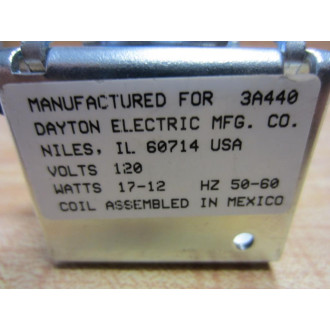 MANUFACTURED FOR 3A440
DAYTON ELECTRIC MFG. CO.
NILES, IL 60714 USA
VOLTS 120
WATTS 17-12 HZ 50-60
COIL ASSEMBLED IN MEXICO